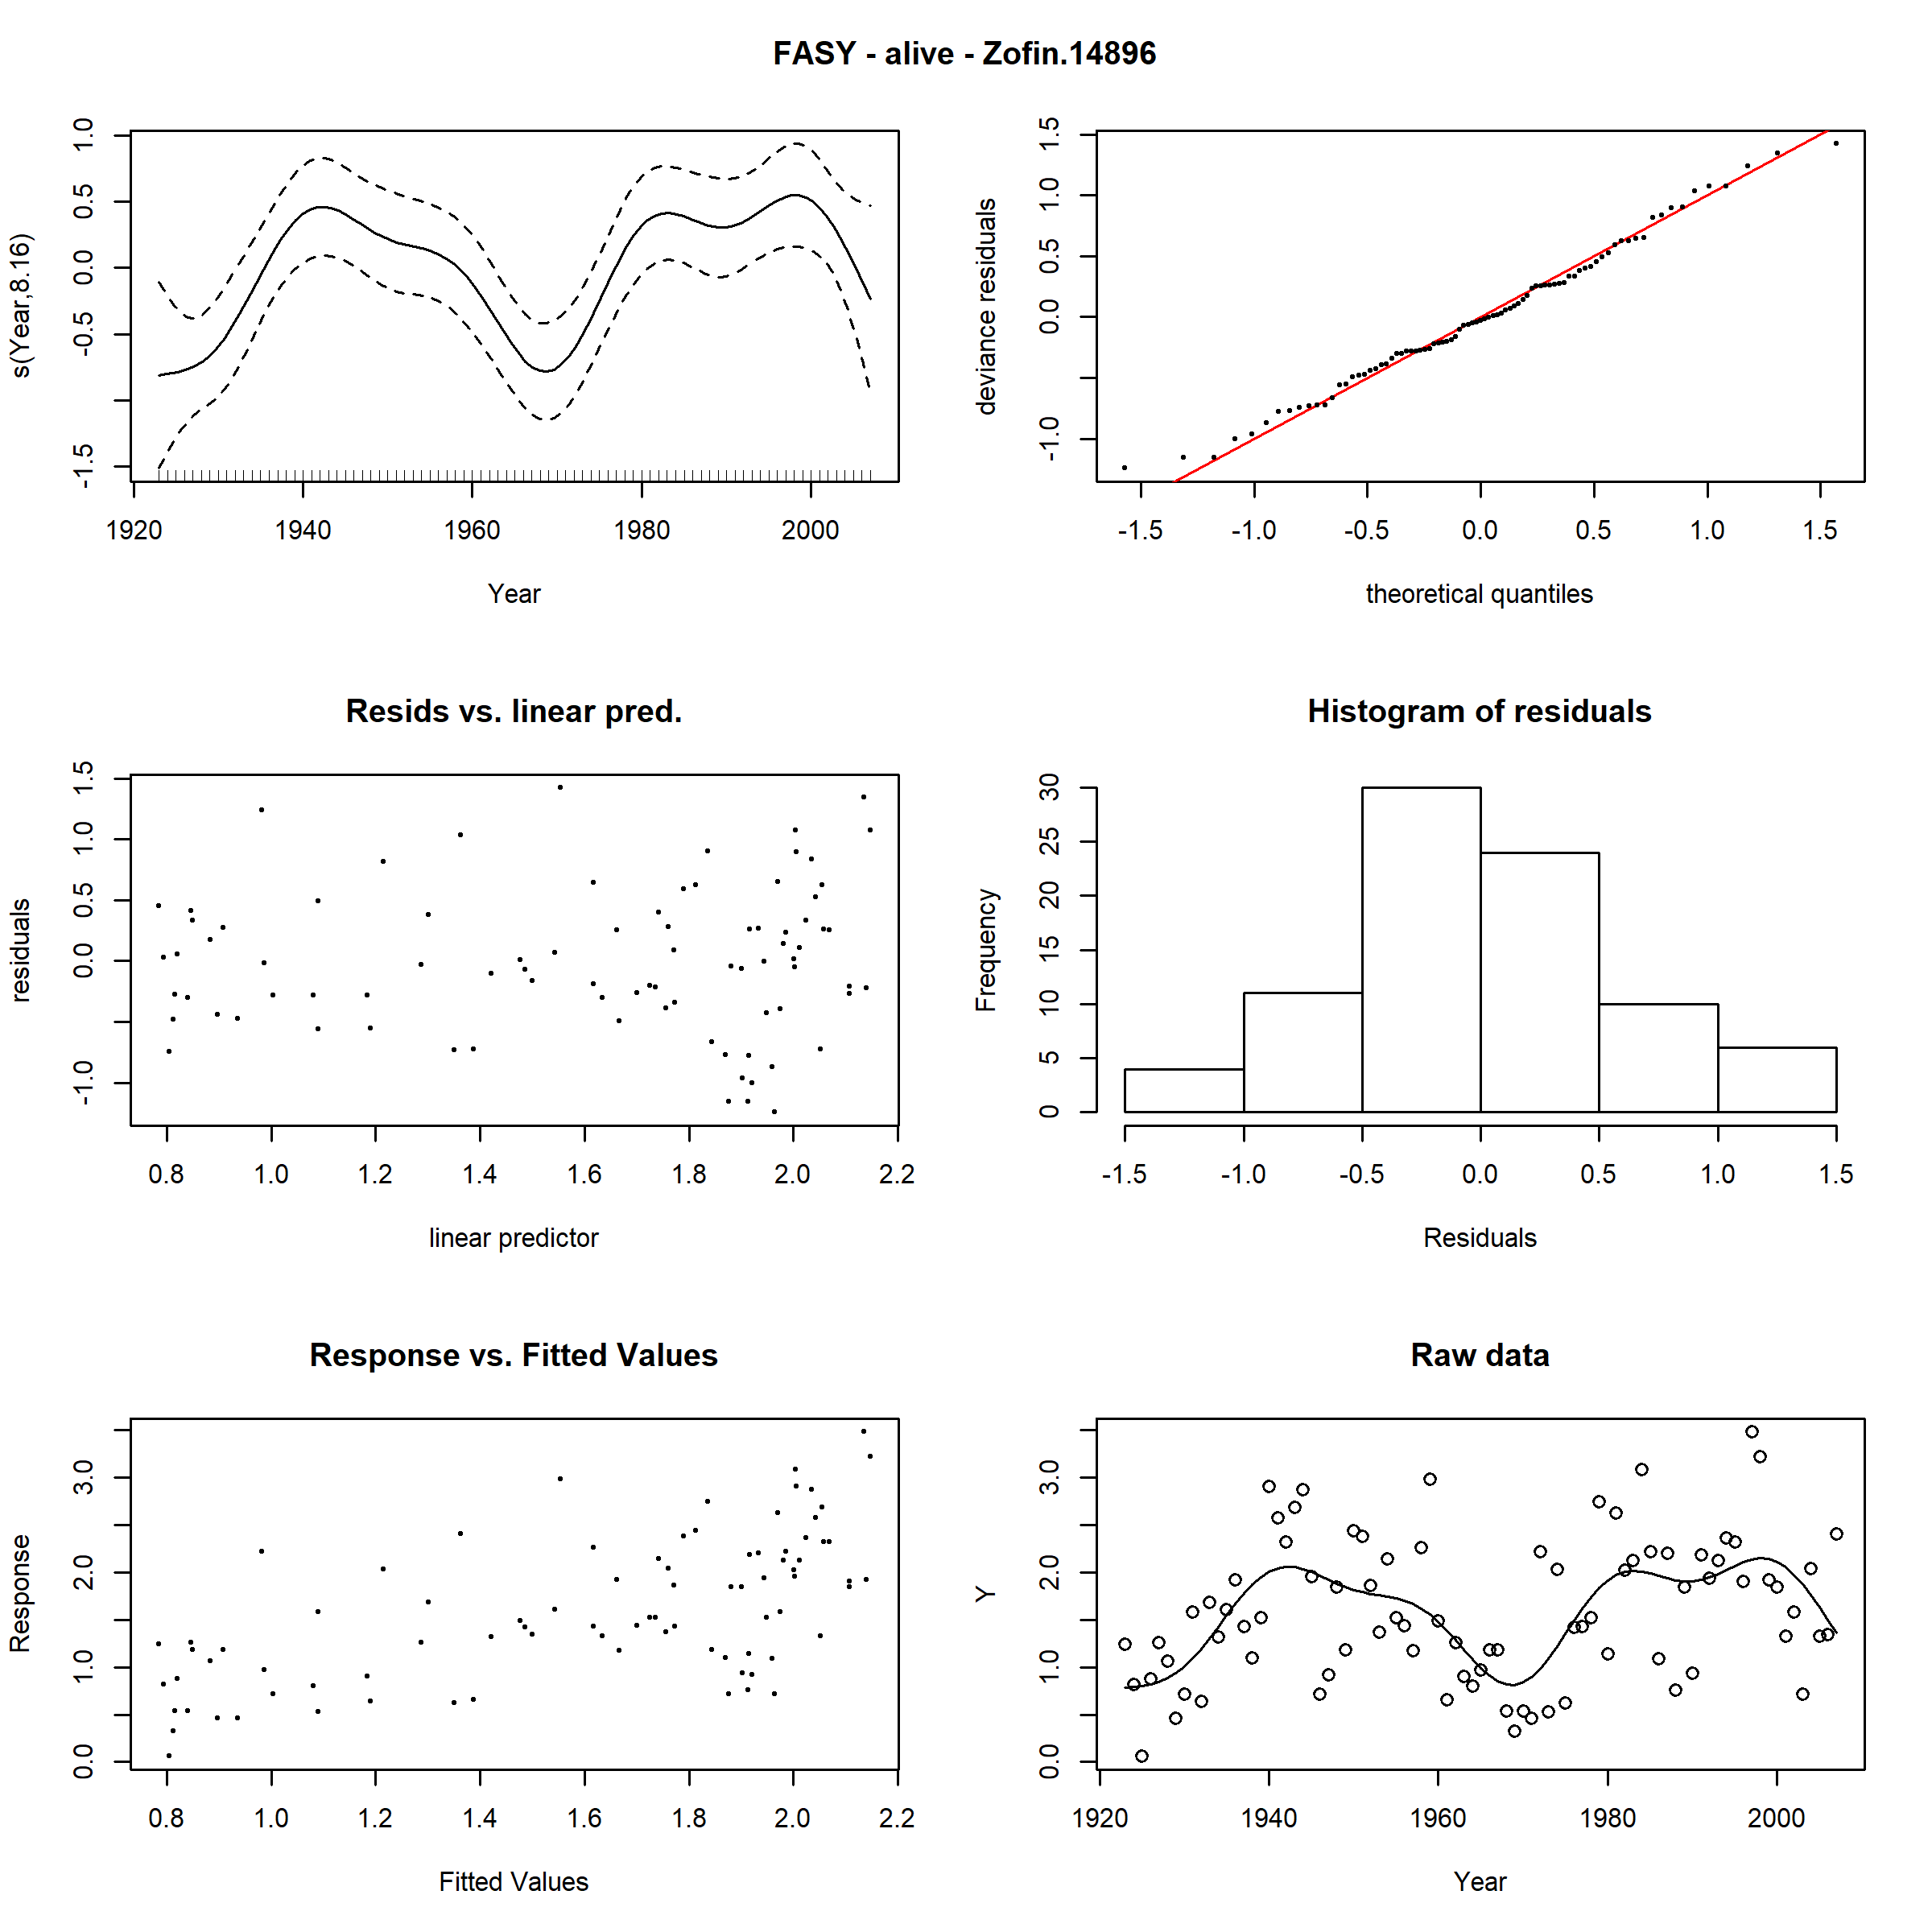 FASY - alive - Zofin.14896
s(Year,8.16)
-1.5 -0.5 0.0 0.5 1.0
1920 1940 1960 1980 2000
Year
deviance residuals
-1.0 0.0 0.5 1.0 1.5
-1.5 -1.0 -0.5 0.0 0.5 1.0 1.5
theoretical quantiles
Resids vs. linear pred.
residuals
-1.0 0.0 0.5 1.0 1.5
0.8 1.0 1.2 1.4 1.6 1.8 2.0 2.2
linear predictor
Histogram of residuals
Frequency
0 5 10 15 20 25 30
-1.5 -1.0 -0.5 0.0 0.5 1.0 1.5
Residuals
Response vs. Fitted Values
Response
0.0 1.0 2.0 3.0
0.8 1.0 1.2 1.4 1.6 1.8 2.0 2.2
Fitted Values
Raw data
Y
0.0 1.0 2.0 3.0
1920 1940 1960 1980 2000
Year